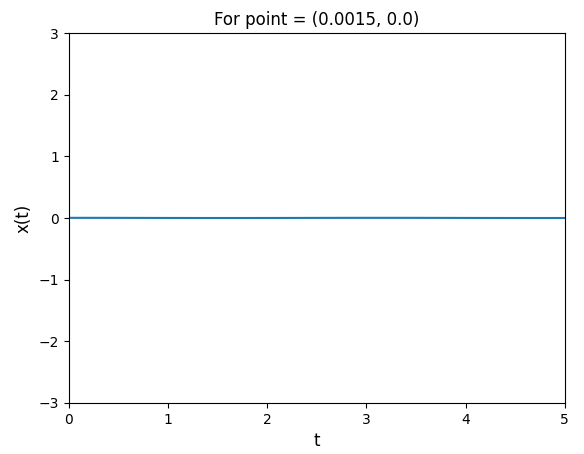 For point = (0.0015, 0.0)
3
2
1
0
−1
−2
−3
x(t)
0 1 2 3 4 5
t